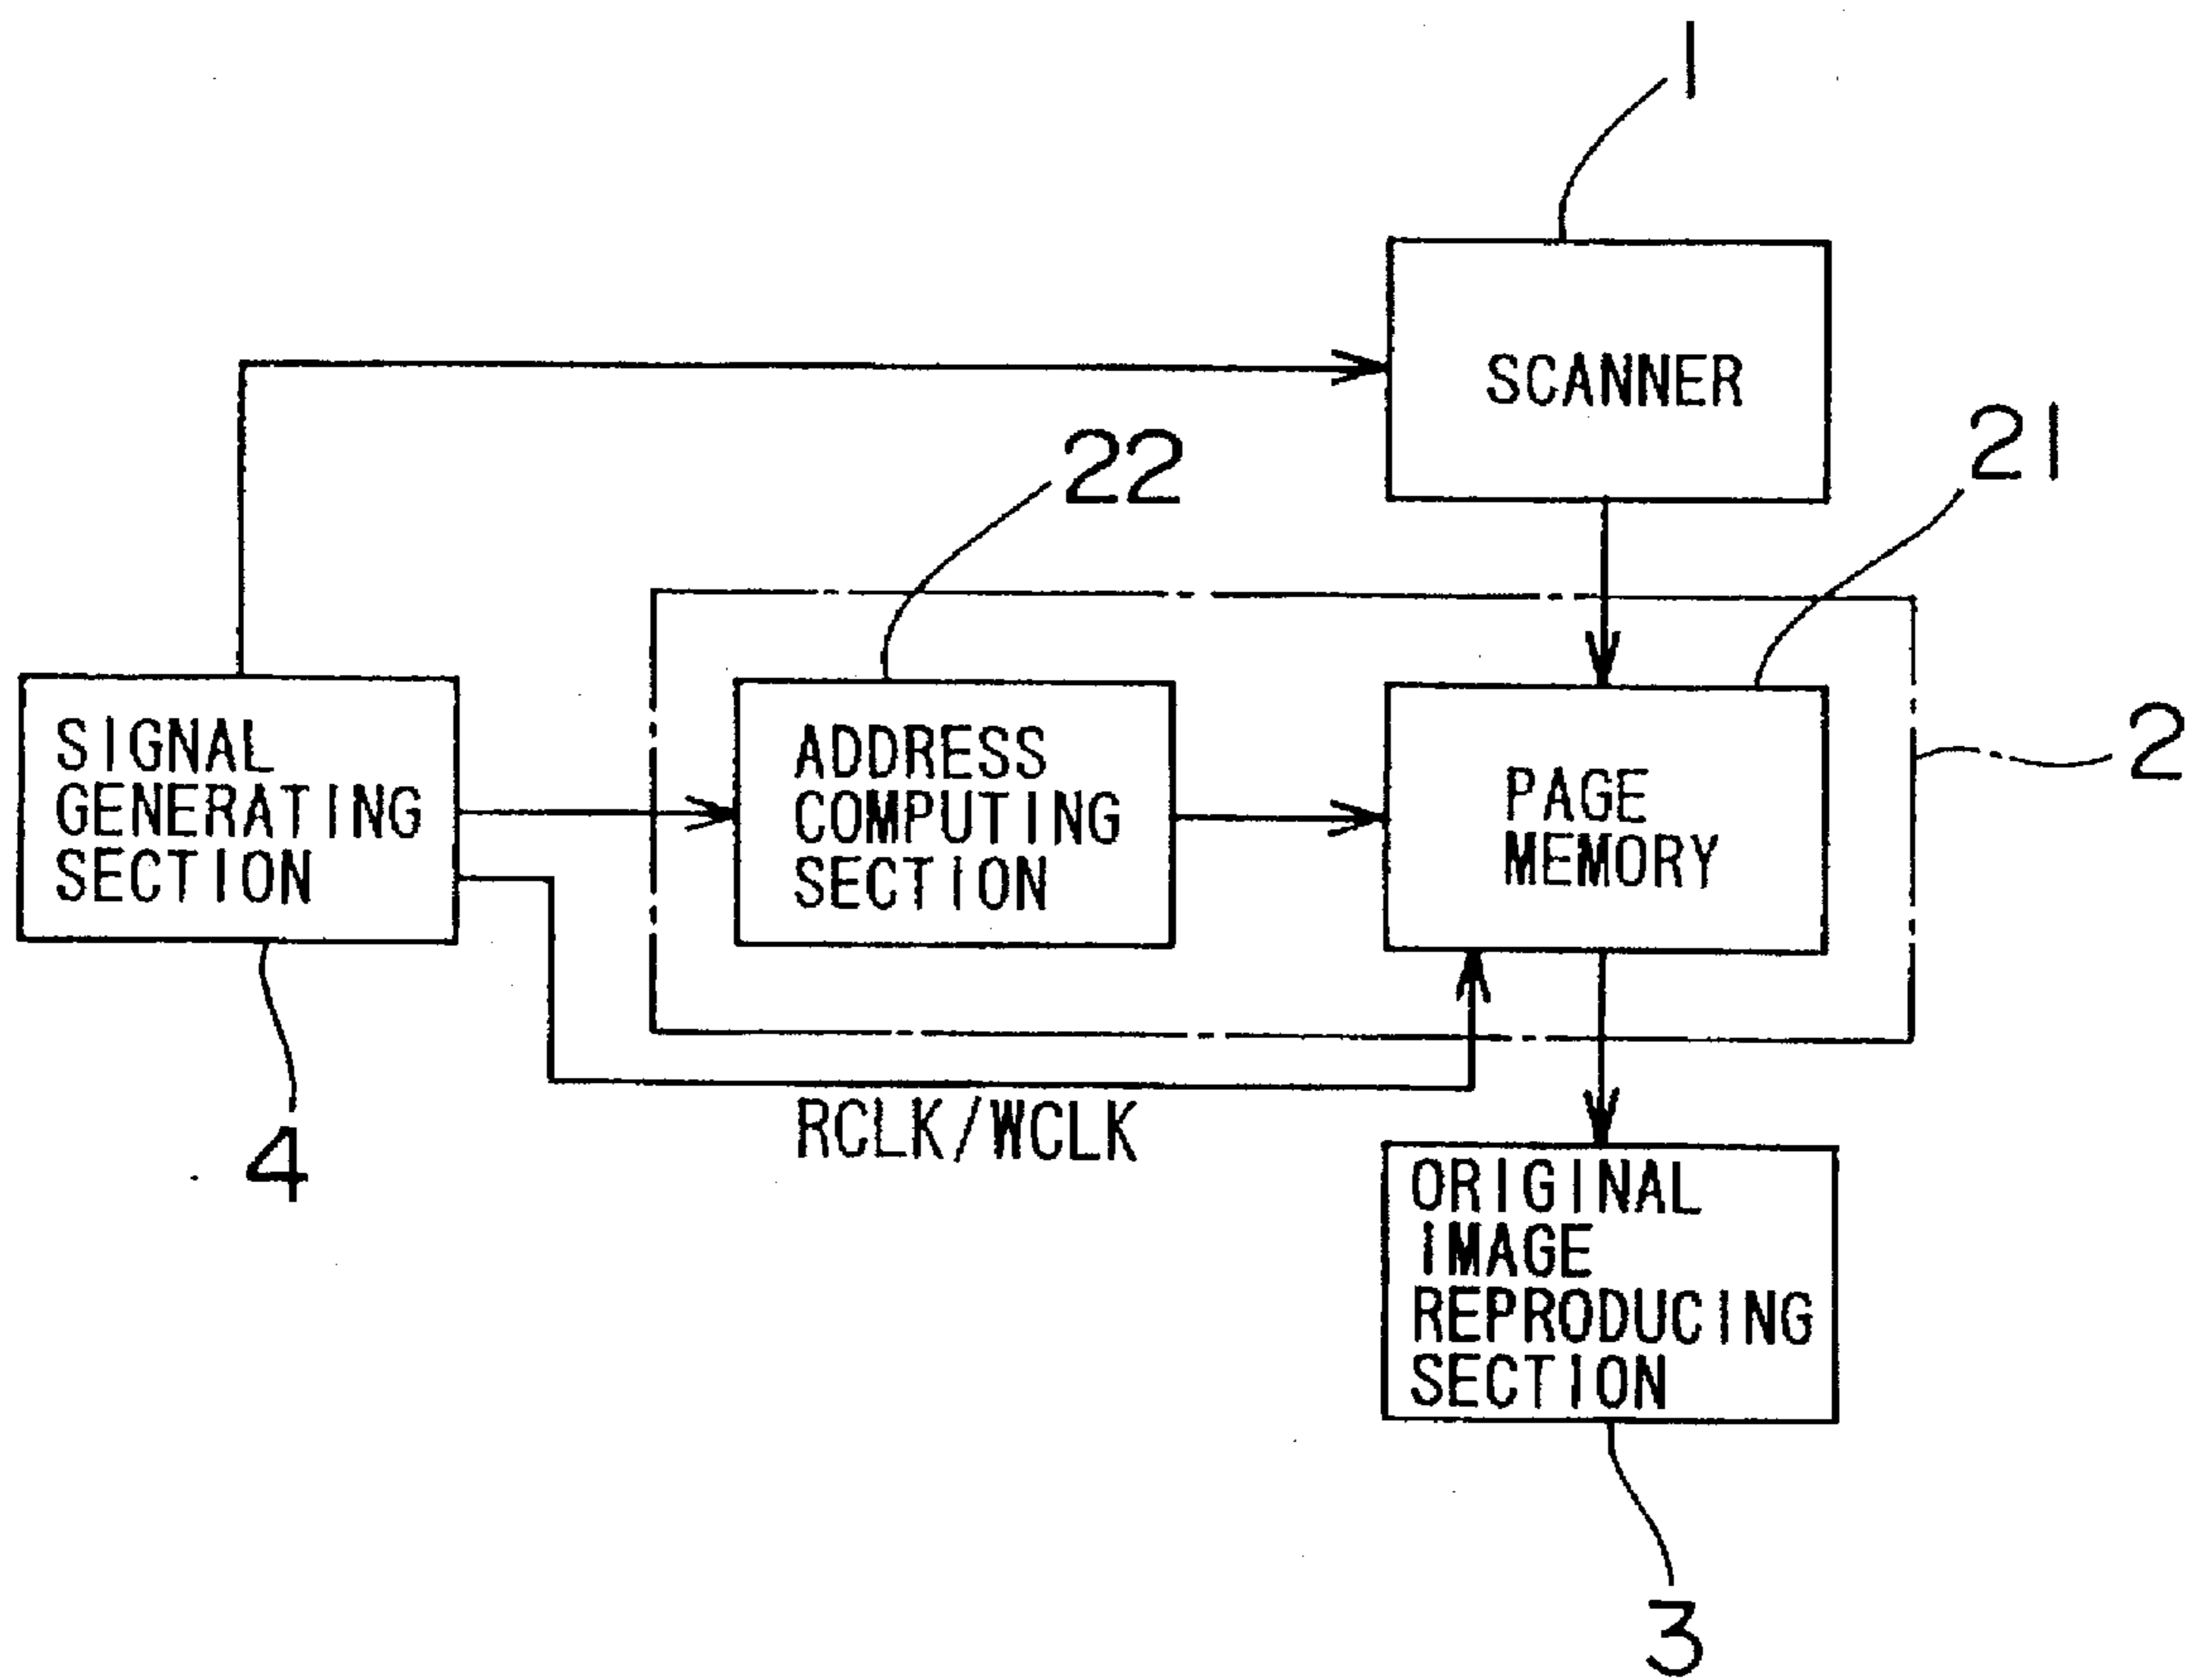 1
SCANNER
22
21
SIGNAL
GENERATING
SECTION
ADDRESS
COMPUTING
SECTION
PAGE
MEMORY
2
4
RCLK/WCLK
ORIGINAL
IMAGE
REPRODUCING
SECTION
3